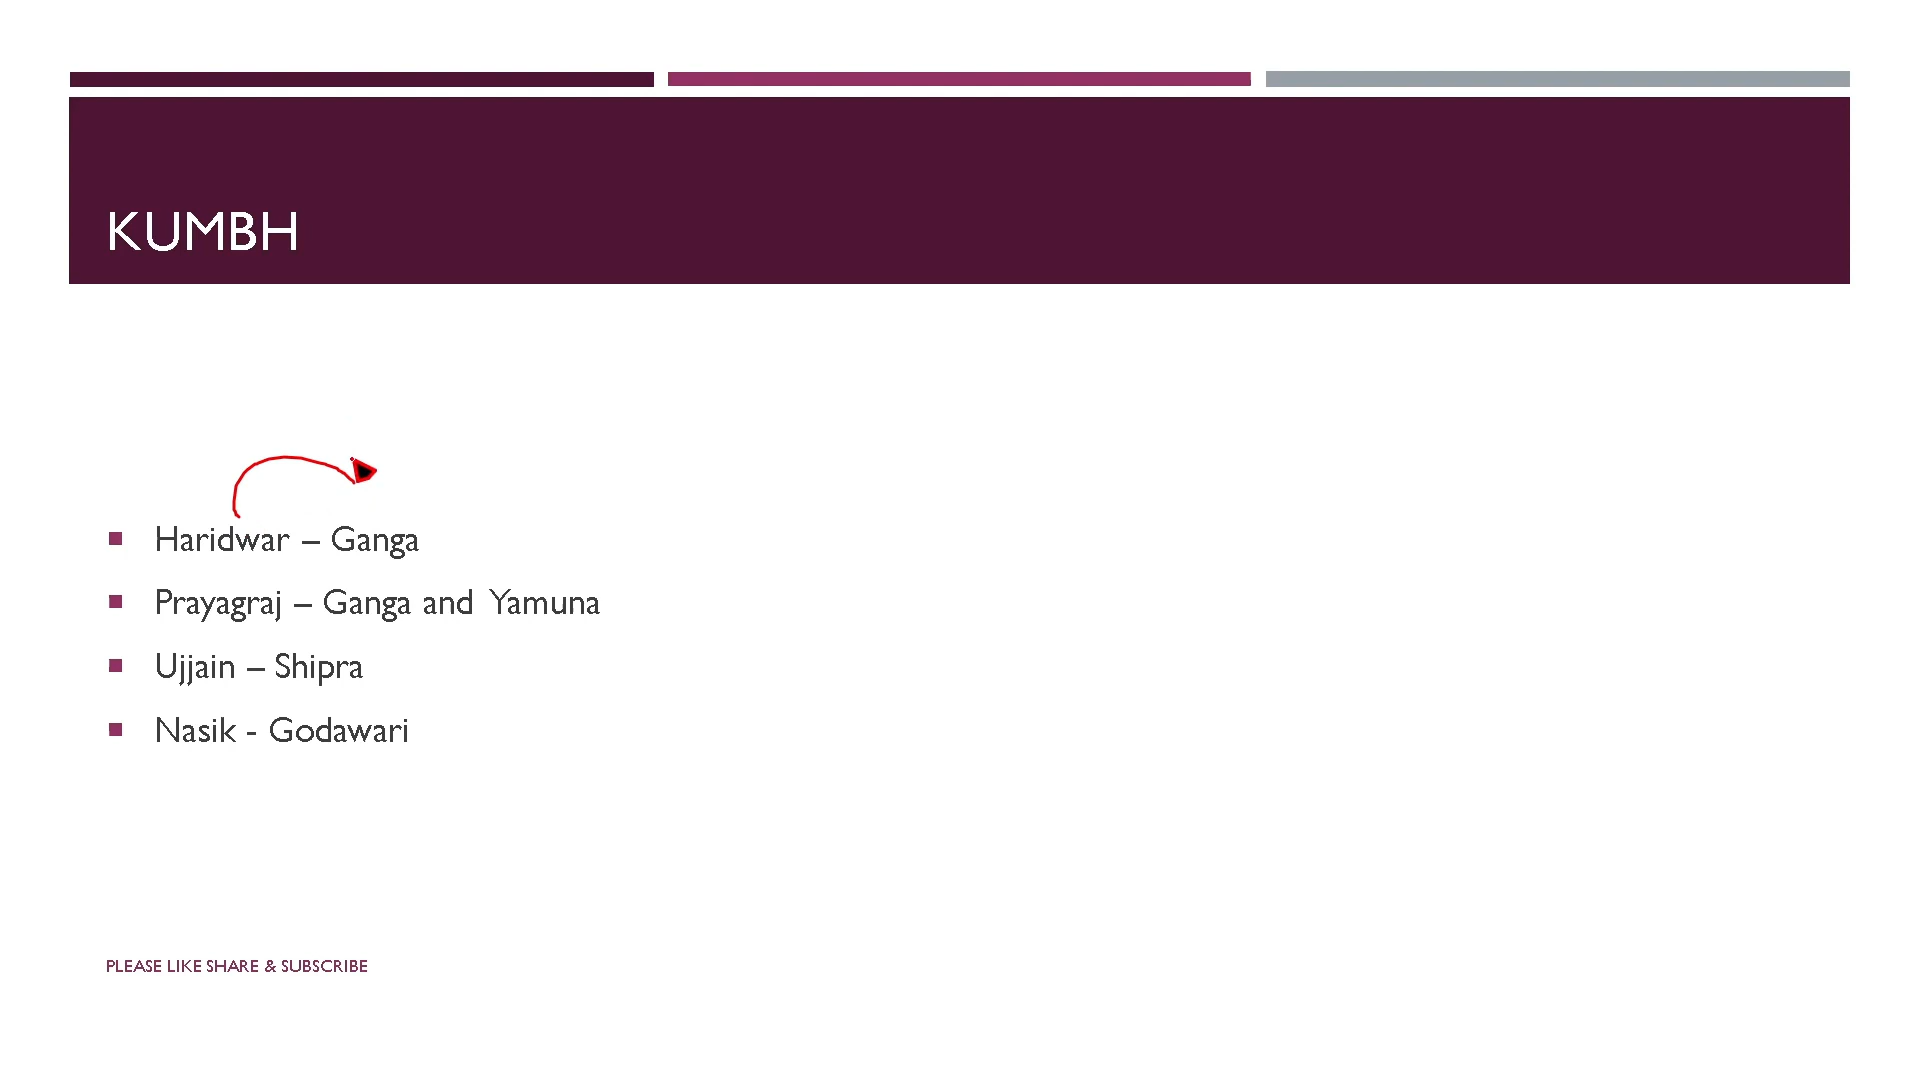 KUMBH
Haridwar – Ganga
Prayagraj – Ganga and Yamuna
Ujjain – Shipra
Nasik - Godawari
PLEASE LIKE SHARE & SUBSCRIBE